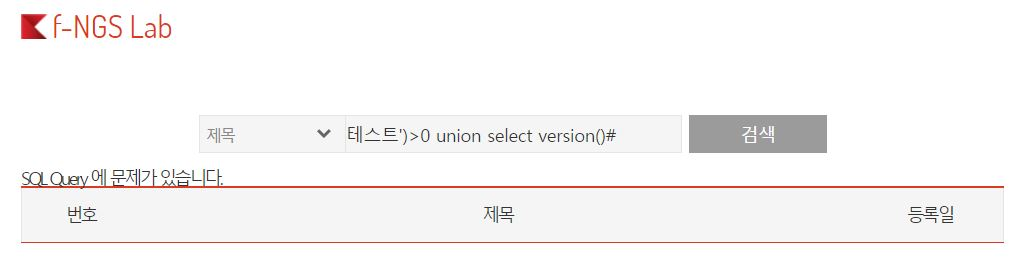 f-NGS Lab
제목 테스트')>0 union select version()# 검색
SQL Query 에 문제가 있습니다.
번호 제목 등록일